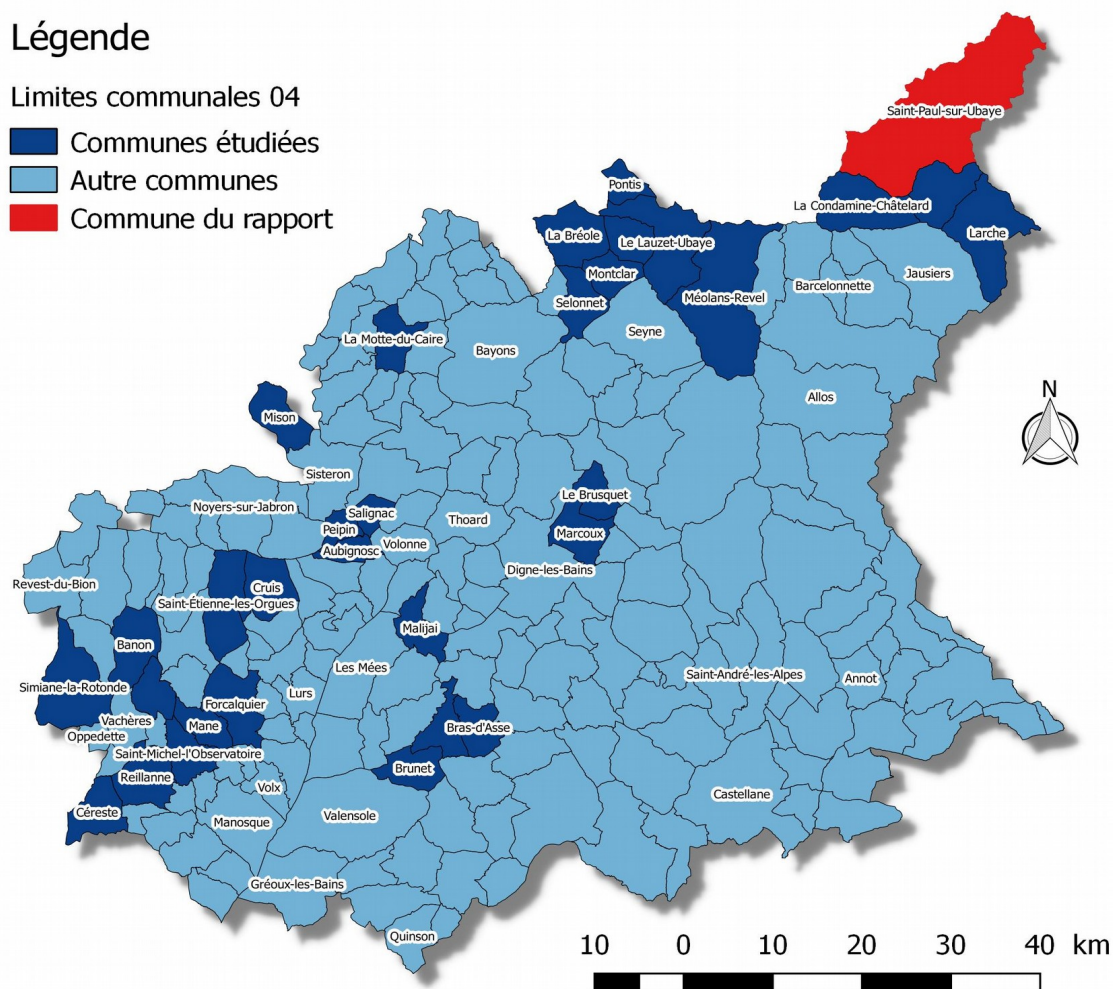 Légende
Limites communales 04
Communes étudiées
Autre communes
Commune du rapport
Saint-Paul-sur-Ubaye
Pontis
La Condamine-Châtelard
La Bréole
Le Lauzet-Ubaye
Larche
Montclar
Jausiers
Barcelonnette
Selonnet
Méolans-Revel
Seyne
La Motte-du-Caire
Bayons
Allos
Mison
N
Sisteron
Le Brusquet
Noyers-sur-Jabron
Salignac
Thoard
Peipin
Marcoux
Aubignosc
Volonne
Digne-les-Bains
Revest-du-Bion
Cruis
Saint-Étienne-les-Orgues
Malijai
Banon
Les Mées
Saint-André-les-Alpes
Annot
Simiane-la-Rotonde
Lurs
Forcalquier
Vachères
Mane
Bras-d'Asse
Oppedette
Saint-Michel-l'Observatoire
Brunet
Reillanne
Volx
Castellane
Céreste
Valensole
Manosque
Gréoux-les-Bains
Quinson
10 0 10 20 30 40 km